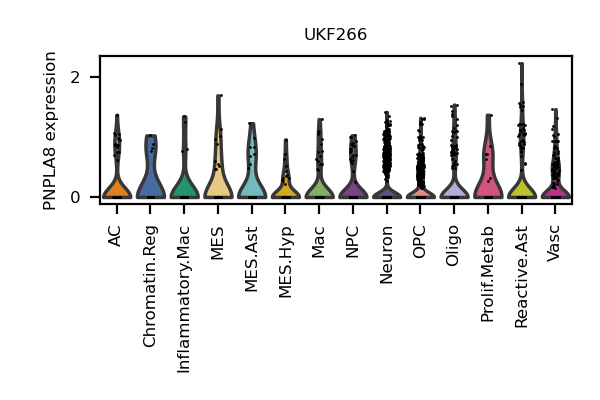 UKF266
PNPLA8 expression
2
0
AC
Chromatin.Reg
Inflammatory.Mac
MES
MES.Ast
MES.Hyp
Mac
NPC
Neuron
OPC
Oligo
Prolif.Metab
Reactive.Ast
Vasc